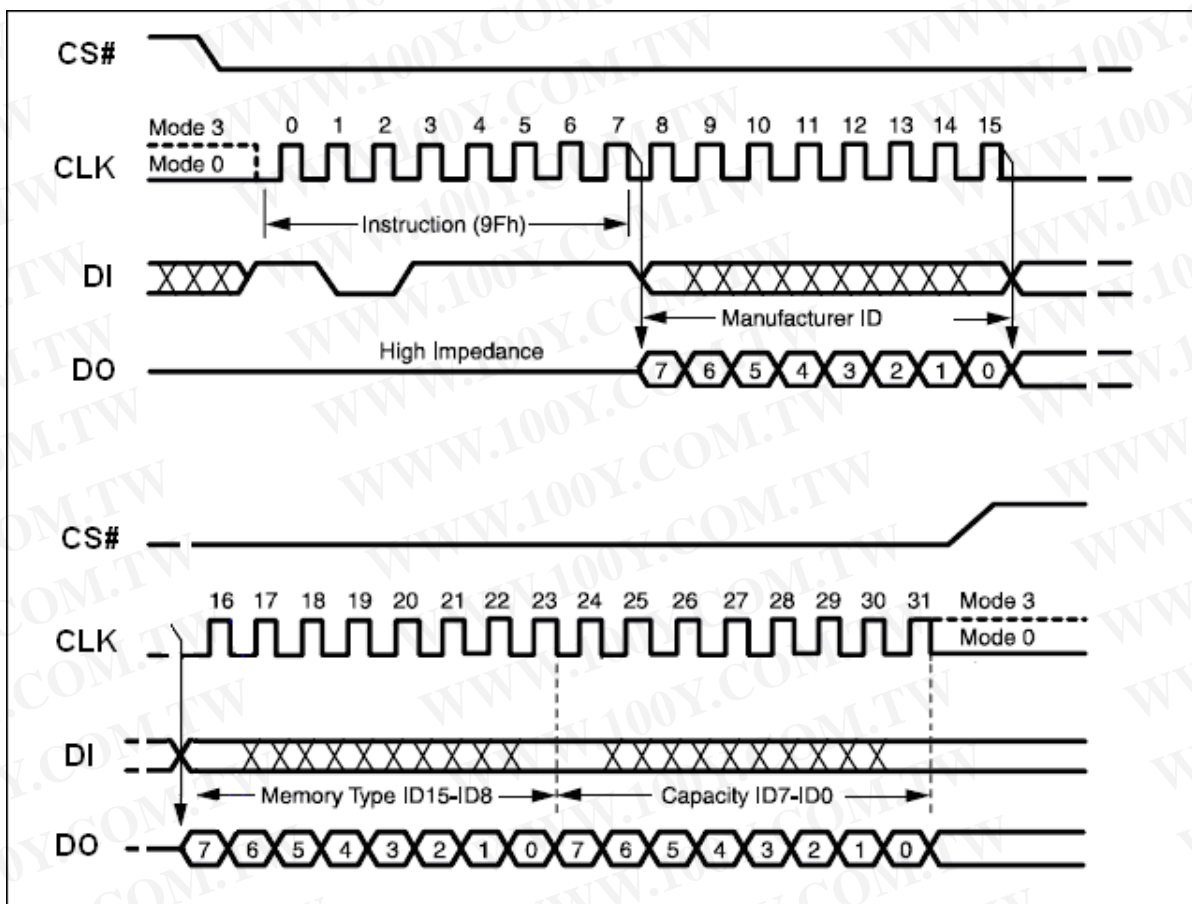 CS#
Mode 3
0 1 2 3 4 5 6 7 8 9 10 11 12 13 14 15
CLK
Mode 0
Instruction (9Fh)
DI
Manufacturer ID
High Impedance
DO
7 6 5 4 3 2 1 0
CS#
16 17 18 19 20 21 22 23 24 25 26 27 28 29 30 31
Mode 3
CLK
Mode 0
DI
Memory Type ID15-ID8
Capacity ID7-ID0
DO
7 6 5 4 3 2 1 0 7 6 5 4 3 2 1 0
WWW.100Y.COM.TW